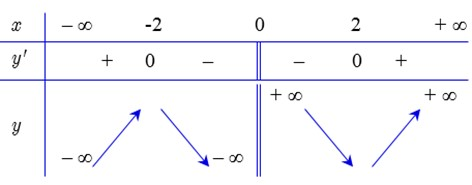 x − ∞ -2 0 2 + ∞
y′ + 0 − − 0 +
+ ∞ + ∞
y
− ∞ − ∞